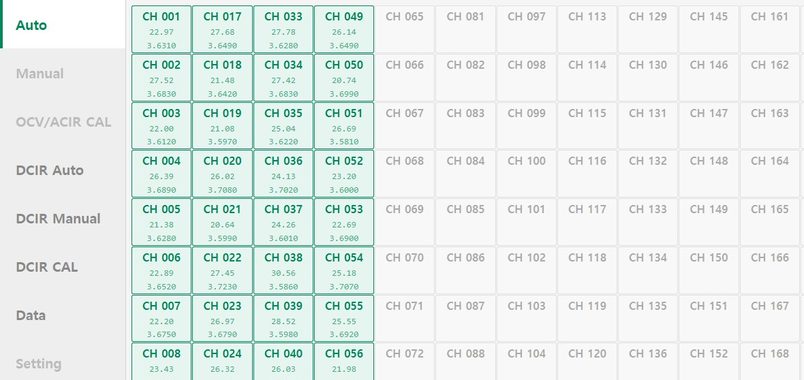 Auto
Manual
OCV/ACIR CAL
DCIR Auto
DCIR Manual
DCIR CAL
Data
Setting
CH 001 CH 017 CH 033 CH 049 CH 065 CH 081 CH 097 CH 113 CH 129 CH 145 CH 161
22.97 27.68 27.78 26.14
3.6310 3.6490 3.6280 3.6490
CH 002 CH 018 CH 034 CH 050 CH 066 CH 082 CH 098 CH 114 CH 130 CH 146 CH 162
27.52 21.48 27.42 20.74
3.6830 3.6420 3.6830 3.6990
CH 003 CH 019 CH 035 CH 051 CH 067 CH 083 CH 099 CH 115 CH 131 CH 147 CH 163
22.00 21.08 25.04 26.69
3.6120 3.5970 3.6220 3.5810
CH 004 CH 020 CH 036 CH 052 CH 068 CH 084 CH 100 CH 116 CH 132 CH 148 CH 164
26.39 26.02 24.13 23.20
3.6890 3.7080 3.7020 3.6000
CH 005 CH 021 CH 037 CH 053 CH 069 CH 085 CH 101 CH 117 CH 133 CH 149 CH 165
21.38 20.64 24.26 22.69
3.6280 3.5990 3.6010 3.6900
CH 006 CH 022 CH 038 CH 054 CH 070 CH 086 CH 102 CH 118 CH 134 CH 150 CH 166
22.89 27.45 30.56 25.18
3.6520 3.7230 3.5860 3.7070
CH 007 CH 023 CH 039 CH 055 CH 071 CH 087 CH 103 CH 119 CH 135 CH 151 CH 167
22.20 26.97 28.52 25.55
3.6750 3.6790 3.5980 3.6920
CH 008 CH 024 CH 040 CH 056 CH 072 CH 088 CH 104 CH 120 CH 136 CH 152 CH 168
23.43 26.32 26.03 21.98